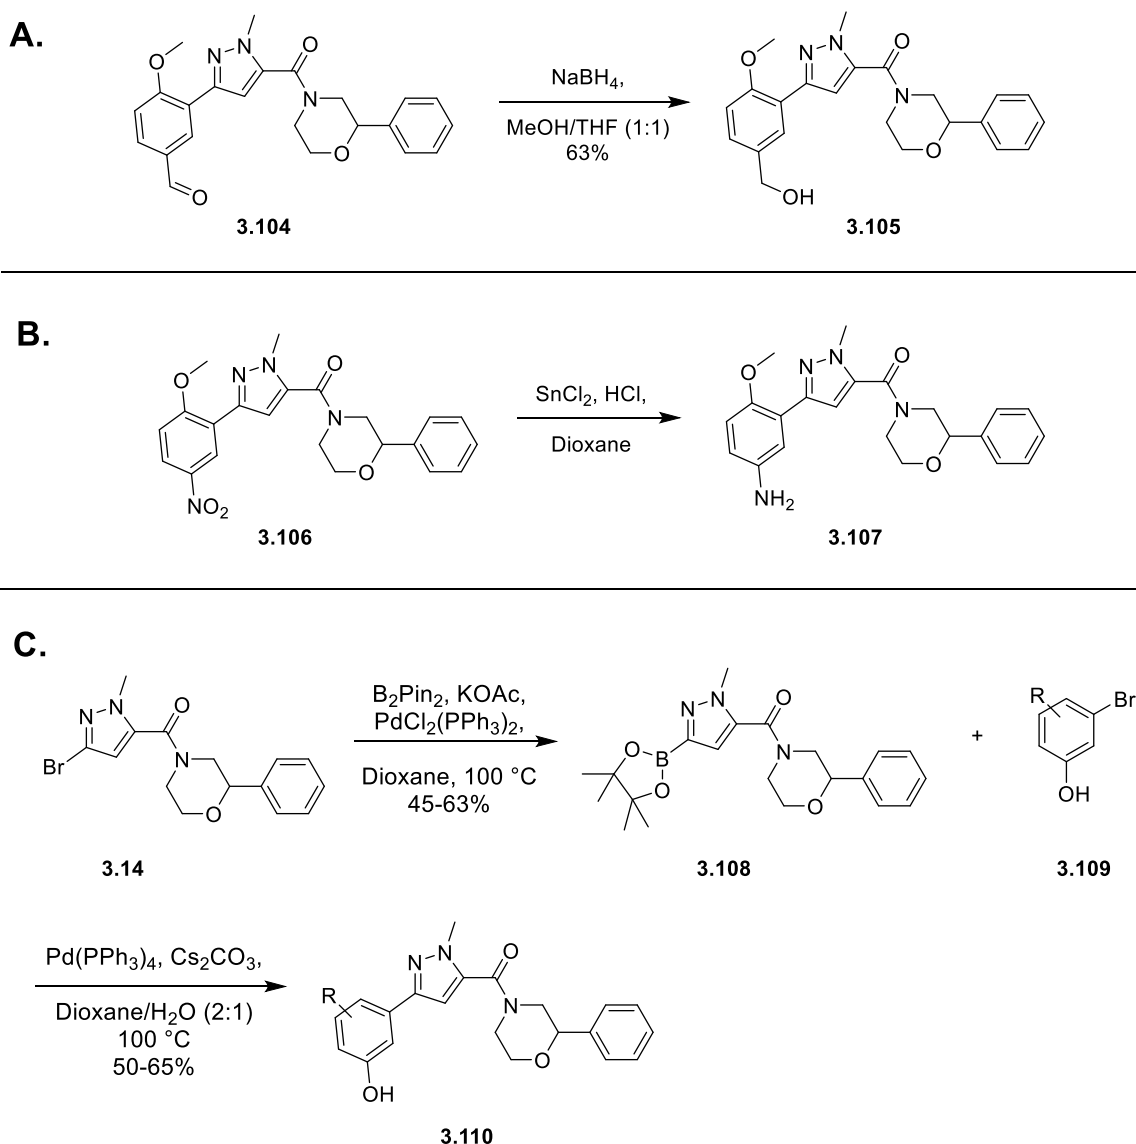 A.
O
N
N
O
N
O
O
3.104
NaBH₄,
MeOH/THF (1:1)
63%
O
N
N
O
N
O
OH
3.105
B.
O
N
N
O
N
O
NO₂
3.106
SnCl₂, HCl,
Dioxane
O
N
N
O
N
O
NH₂
3.107
C.
N
N
O
Br
N
O
3.14
B₂Pin₂, KOAc,
PdCl₂(PPh₃)₂,
Dioxane, 100 °C
45-63%
N
N
O
O
B
O
N
O
3.108
+
R
Br
OH
3.109
Pd(PPh₃)₄, Cs₂CO₃,
Dioxane/H₂O (2:1)
100 °C
50-65%
R
N
N
O
N
O
OH
3.110